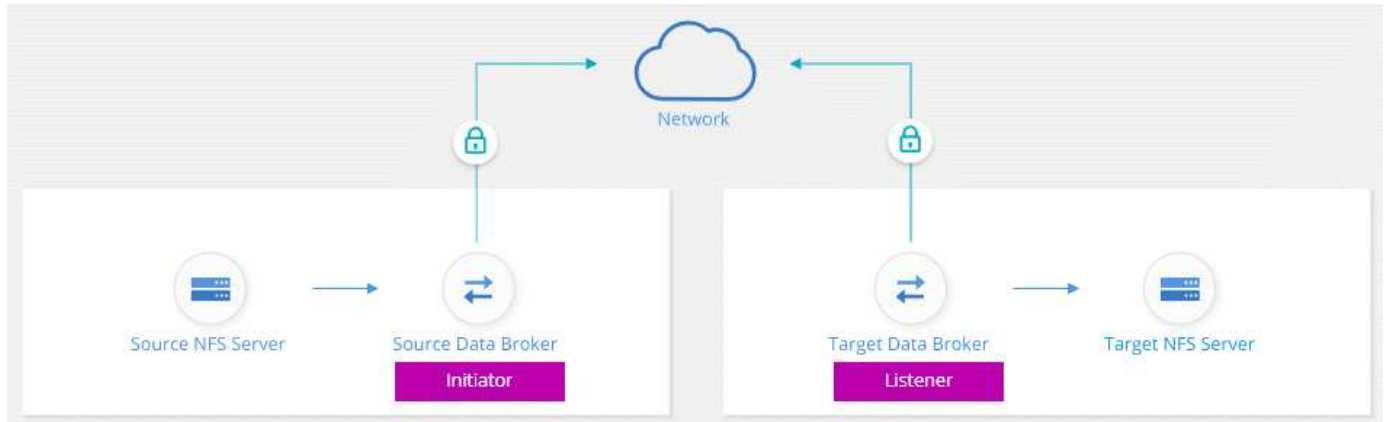 Network
Source NFS Server
Source Data Broker
Target Data Broker
Target NFS Server
Initiator
Listener